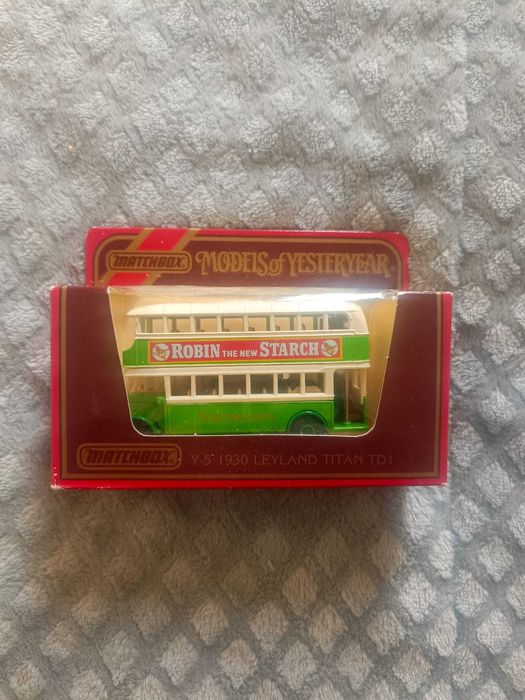 MATCHBOX
MODELS of YESTERYEAR
ROBIN THE NEW STARCH
MATCHBOX
Y-5 1930 LEYLAND TITAN TD1